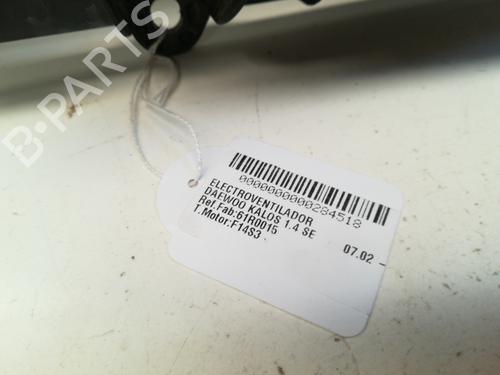 B-PARTS
0000000000284518
ELECTROVENTILADOR
DAEWOO KALOS 1.4 SE
07.02 -
Ref.Fab:61R0015
T.Motor:F14S3